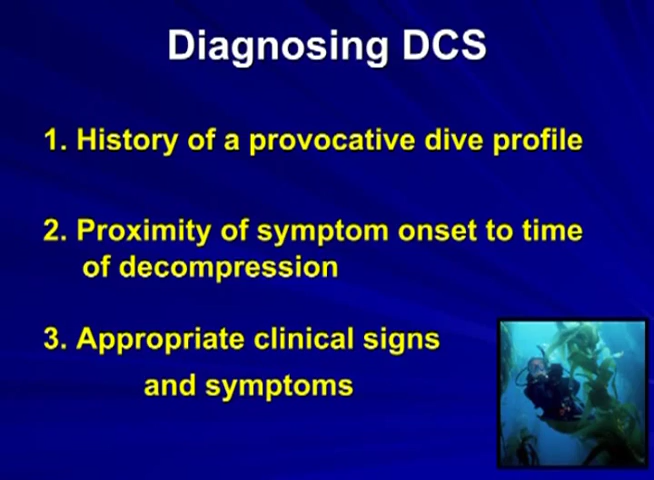 Diagnosing DCS
1. History of a provocative dive profile
2. Proximity of symptom onset to time
of decompression
3. Appropriate clinical signs
and symptoms